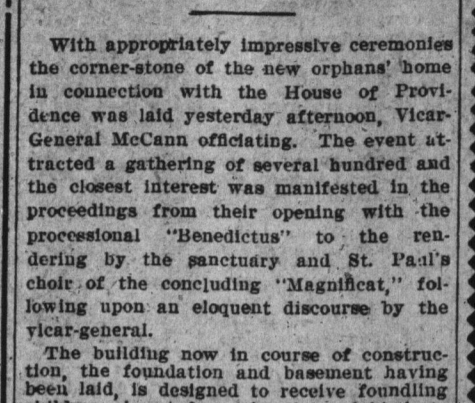 With appropriately impressive ceremonies
the corner-stone of the new orphans' home
in connection with the House of Provi-
dence was laid yesterday afternoon, Vicar-
General McCann officiating. The event at-
tracted a gathering of several hundred and
the closest interest was manifested in the
proceedings from their opening with the
processional "Benedictus" to the ren-
dering by the sanctuary and St. Paul's
choir of the concluding "Magnificat," fol-
lowing upon an eloquent discourse by the
vicar-general.
The building now in course of construc-
tion, the foundation and basement having
been laid, is designed to receive foundling